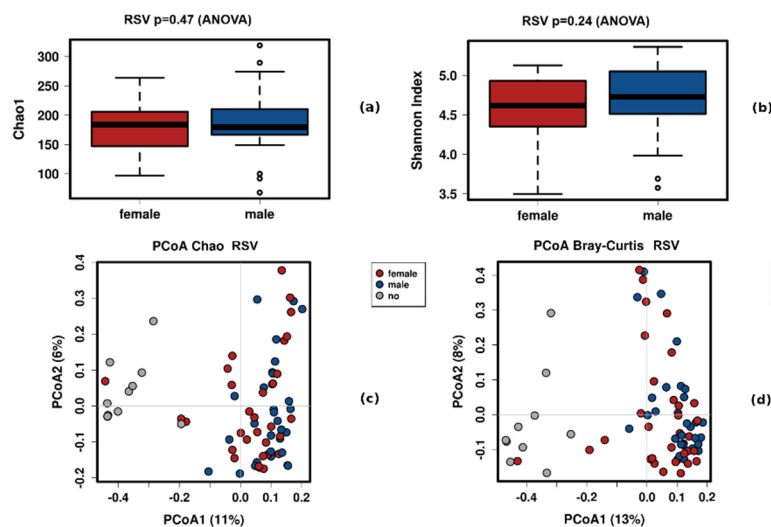 RSV p=0.47 (ANOVA)
Chao1
300
250
200
150
100
female male
(a)
RSV p=0.24 (ANOVA)
Shannon Index
5.0
4.5
4.0
3.5
female male
(b)
PCoA Chao RSV
PCoA2 (6%)
0.4
0.3
0.2
0.1
0.0
-0.1
-0.2
-0.4 -0.2 0.0 0.1 0.2
PCoA1 (11%)
(c)
female
male
no
PCoA Bray-Curtis RSV
PCoA2 (8%)
0.4
0.3
0.2
0.1
0.0
-0.1
-0.4 -0.2 0.0 0.1 0.2
PCoA1 (13%)
(d)